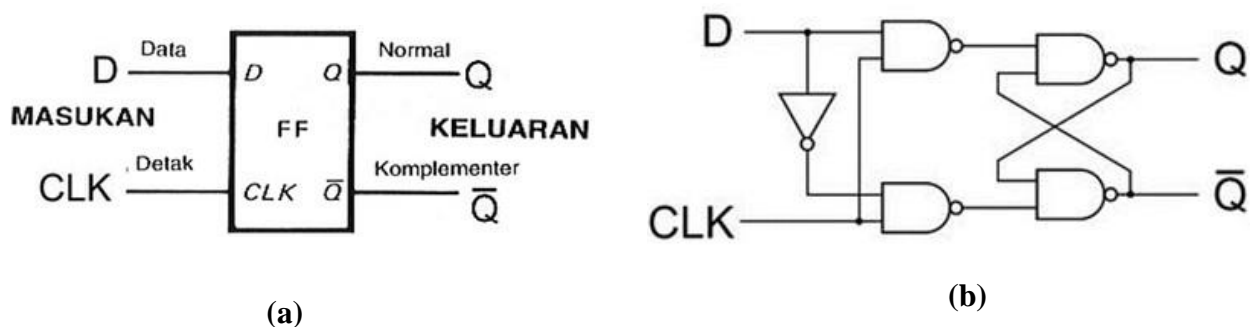 Data
Normal
D
D
Q
Q
MASUKAN
FF
KELUARAN
Detak
Komplementer
CLK
CLK
Q̅
Q̅
(a)
D
Q
CLK
Q̅
(b)